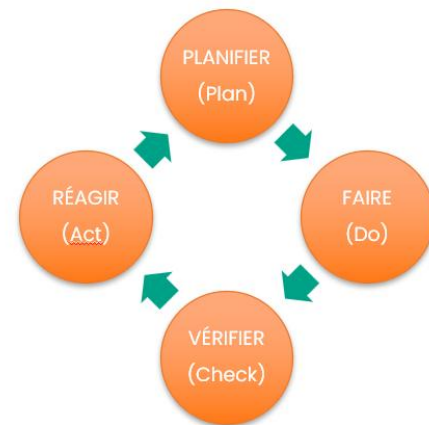 PLANIFIER
(Plan)
FAIRE
(Do)
VÉRIFIER
(Check)
RÉAGIR
(Act)